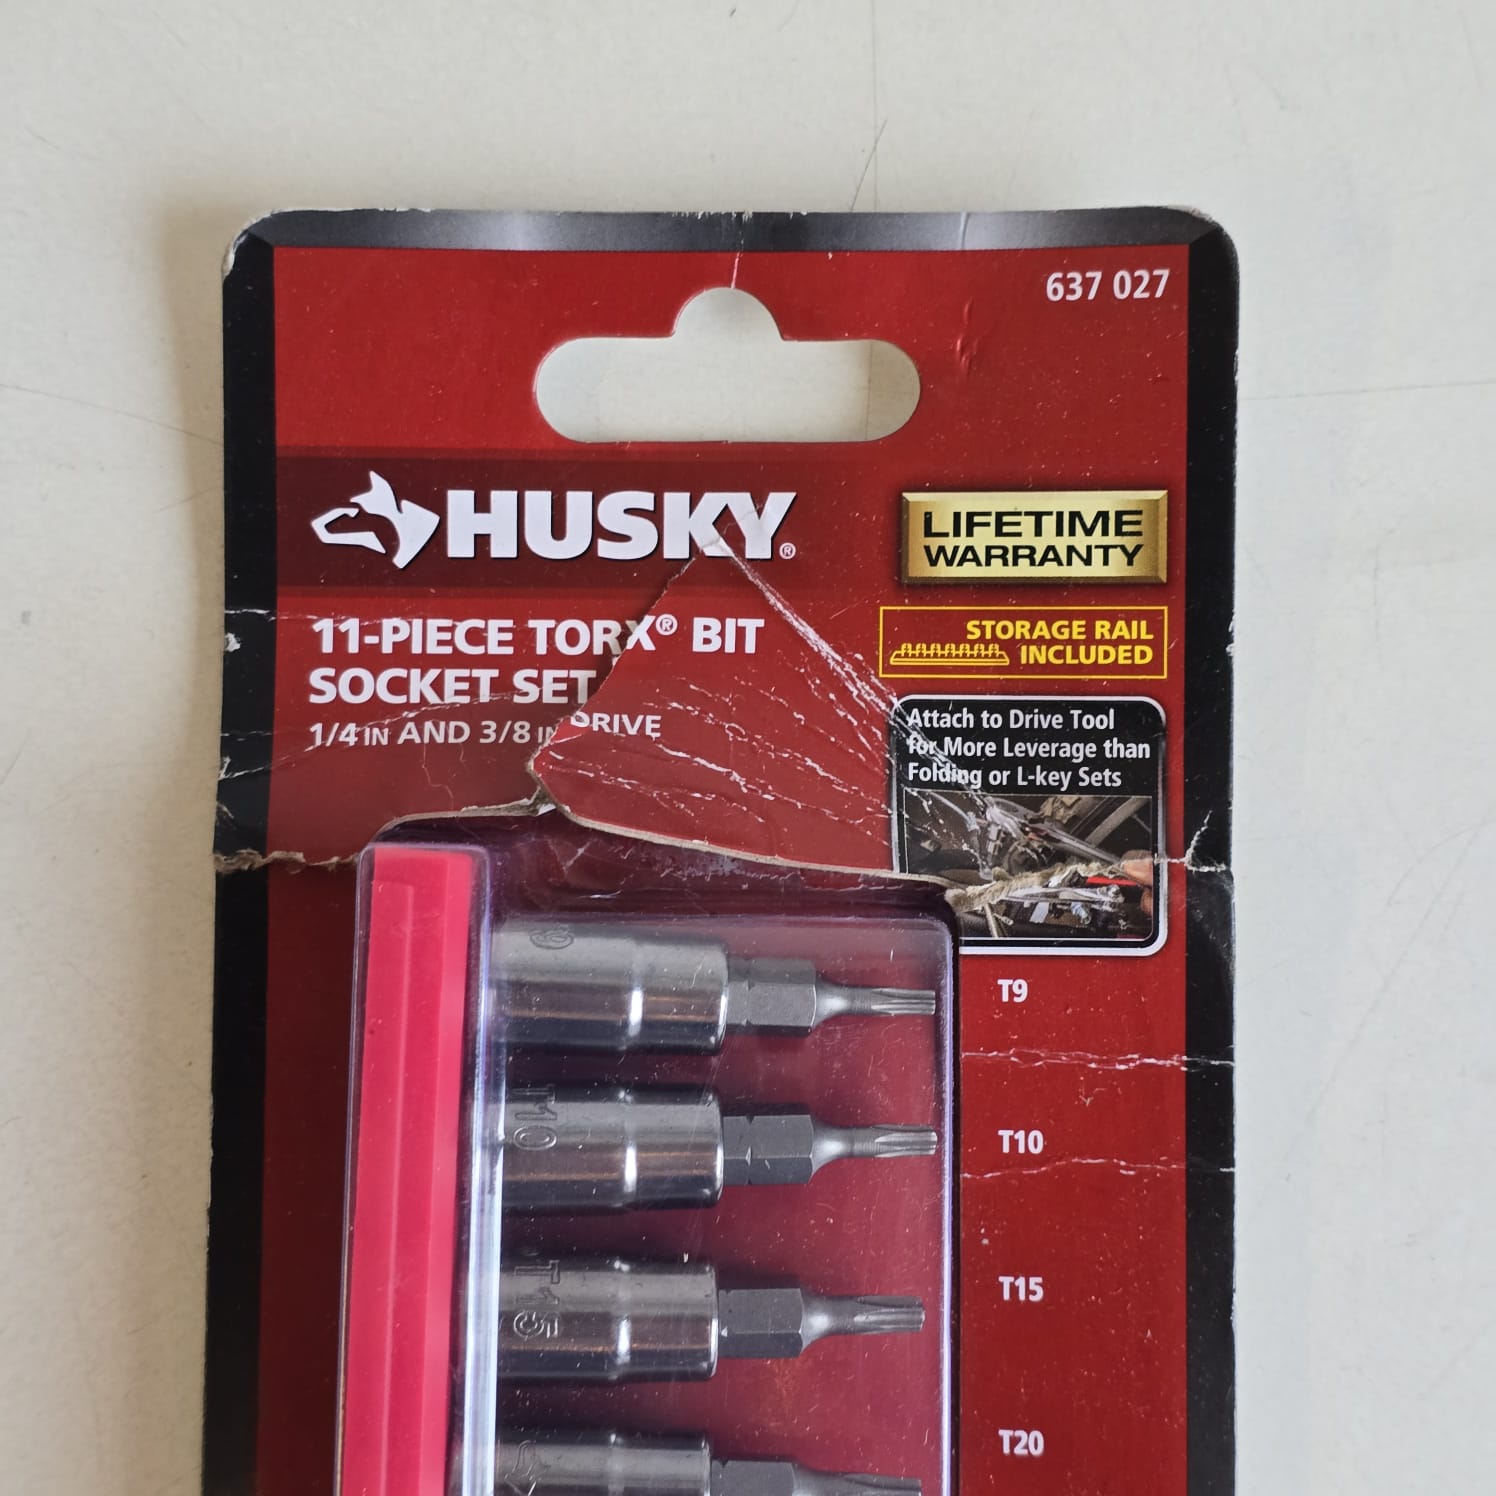 637 027
HUSKY®
LIFETIME
WARRANTY
11-PIECE TORX® BIT
SOCKET SET
1/4 IN AND 3/8 IN DRIVE
STORAGE RAIL
INCLUDED
Attach to Drive Tool
for More Leverage than
Folding or L-key Sets
T9
T10
T10
T15
T15
T20